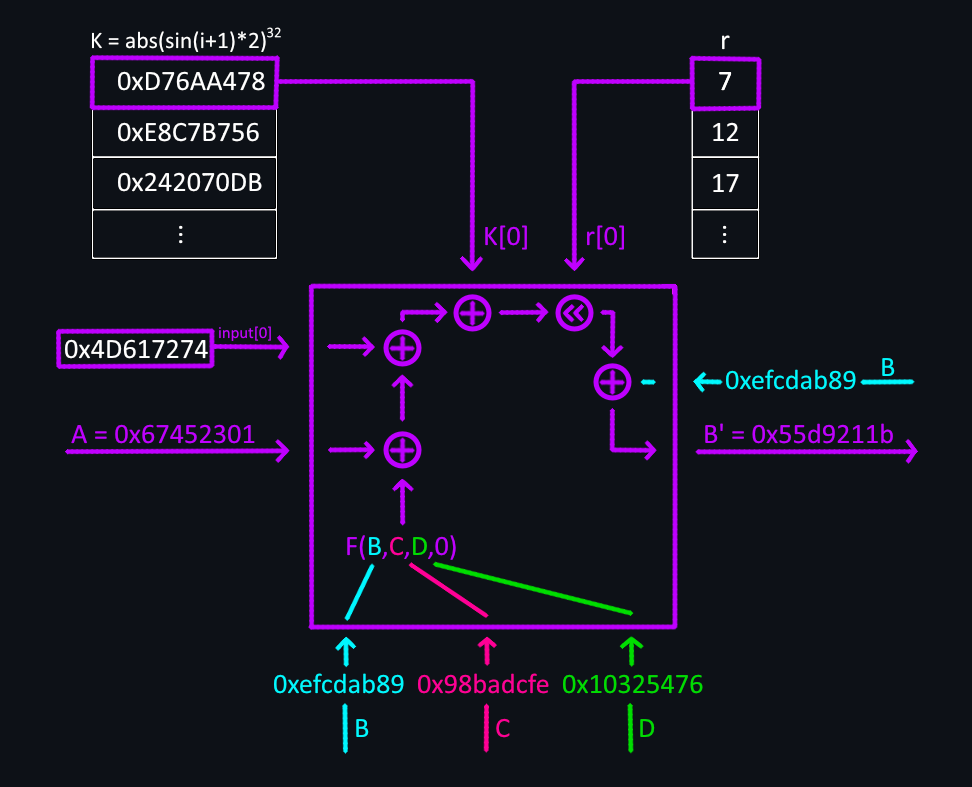 K = abs(sin(i+1)*2)^32
r
0xD76AA478
7
0xE8C7B756
12
0x242070DB
17
⋮
⋮
K[0]
r[0]
input[0]
0x4D617274
B
0xefcdab89
A = 0x67452301
B' = 0x55d9211b
F(B,C,D,0)
0xefcdab89
0x98badcfe
0x10325476
B
C
D